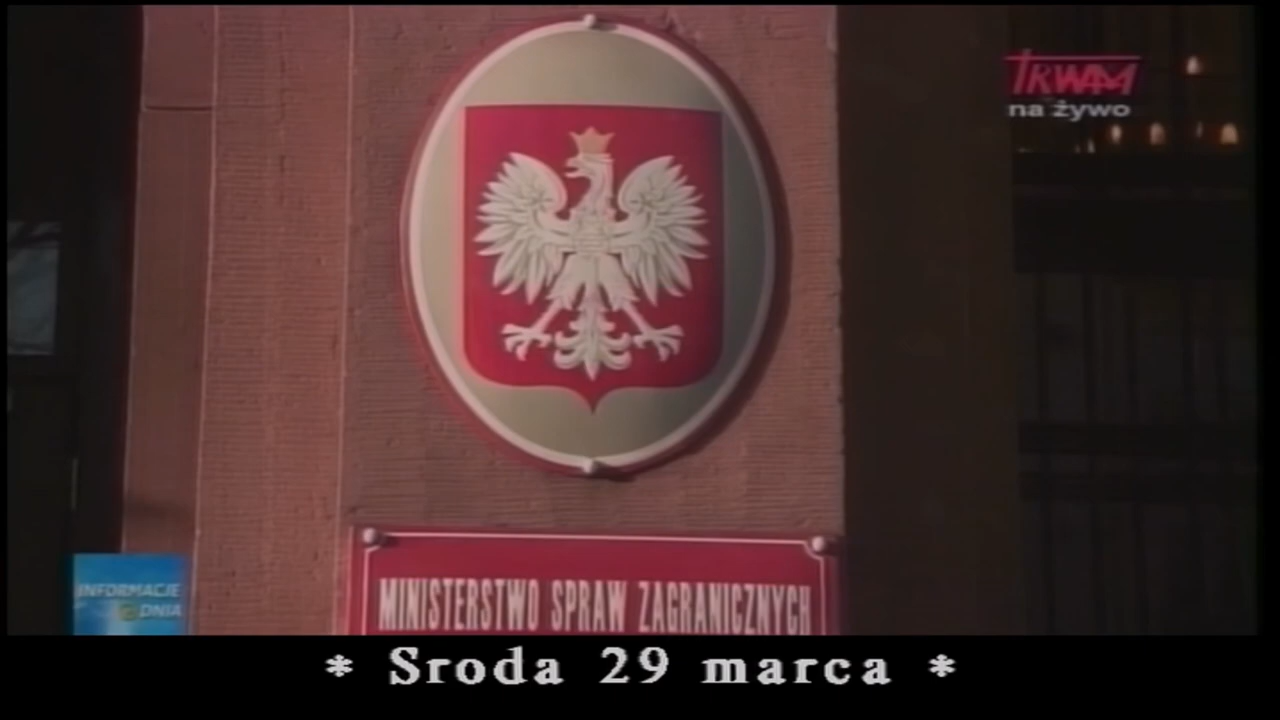 TRWAM
na żywo
MINISTERSTWO SPRAW ZAGRANICZNYCH
INFORMACJE
DNIA
* Sroda 29 marca *